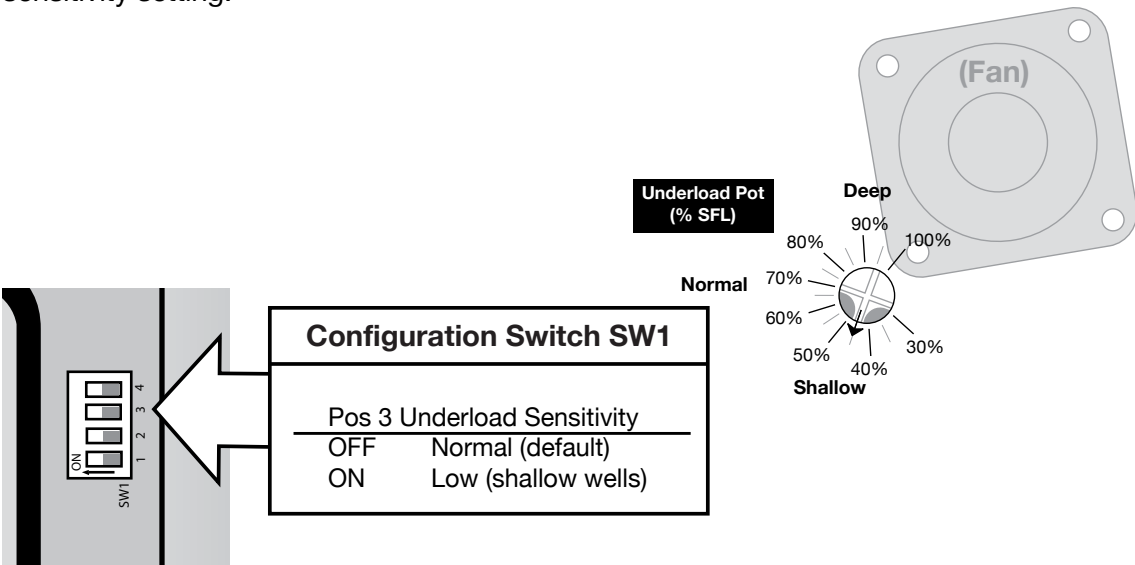 sensitivity setting.
(Fan)
Underload Pot
(% SFL)
Deep
90%
80%
100%
Normal
70%
60%
50%
40%
30%
Shallow
Configuration Switch SW1
Pos 3 Underload Sensitivity
OFF Normal (default)
ON Low (shallow wells)
4
3
2
1
ON
SW1